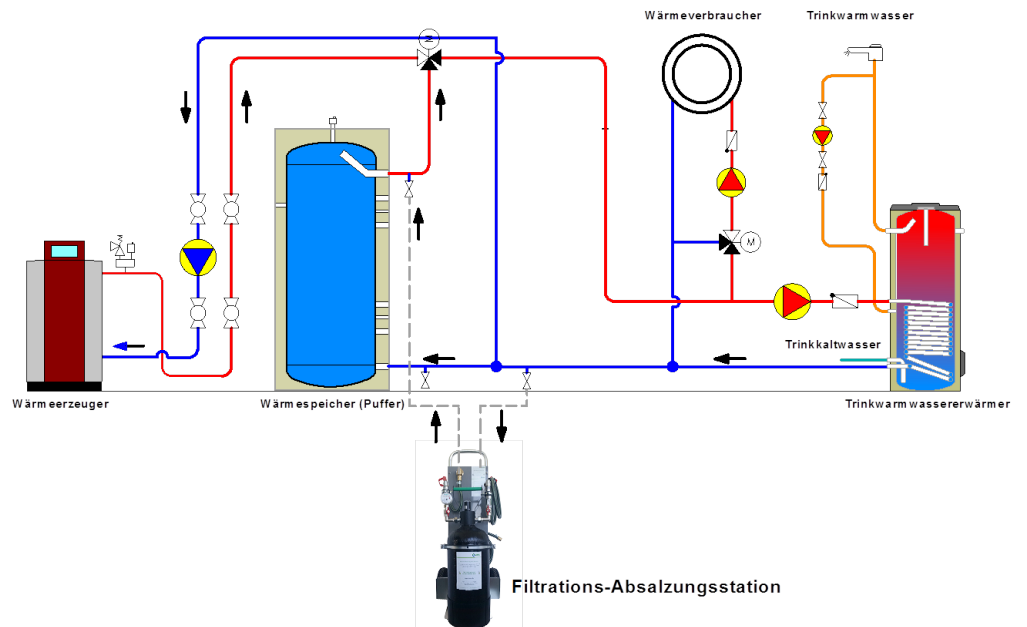 Wärmeverbraucher
Trinkwarmwasser
M
M
M
Trinkkaltwasser
Wärmeerzeuger
Wärmespeicher (Puffer)
Trinkwarmwassererwärmer
Filtrations-Absalzungsstation